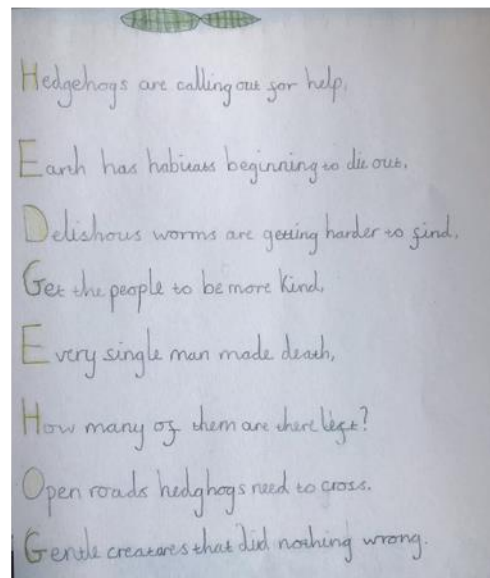 Hedgehogs are calling out for help,
Earth has habitats beginning to die out,
Delishous worms are getting harder to find,
Get the people to be more kind,
Every single man made death,
How many of them are there left?
Open roads hedghogs need to cross.
Gentle creatares that did nothing wrong.